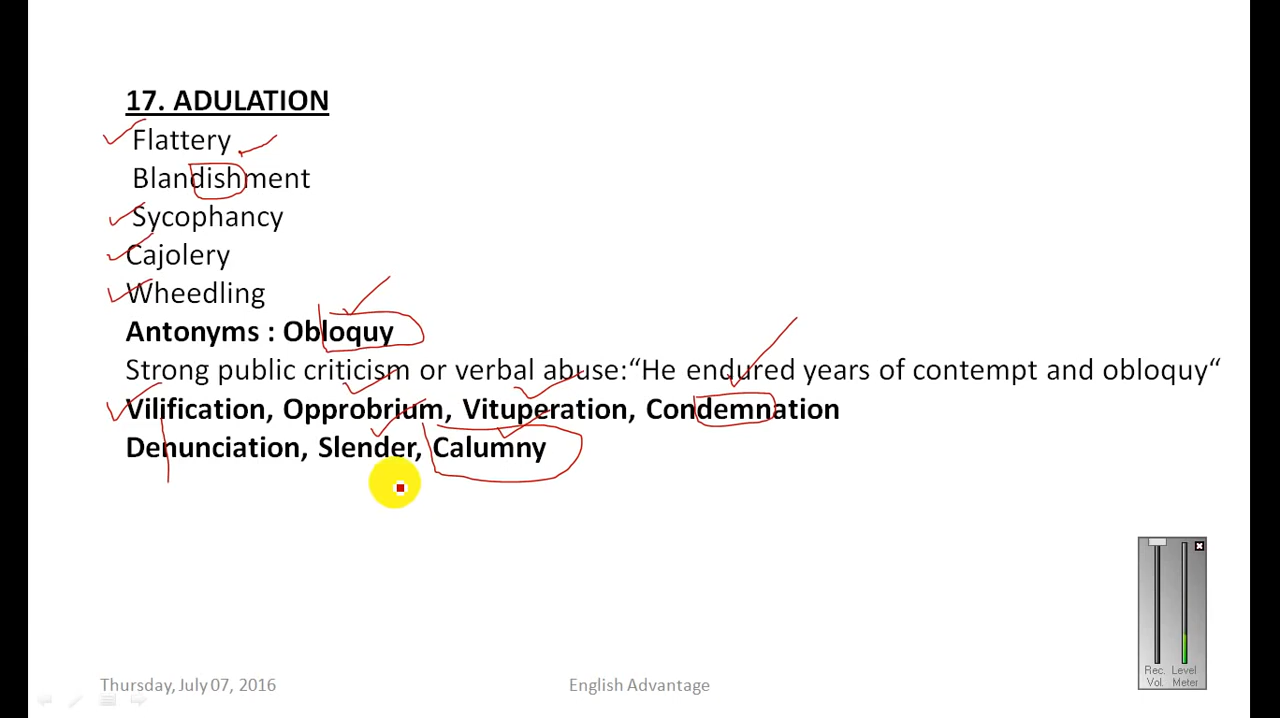 17. ADULATION
Flattery
Blandishment
Sycophancy
Cajolery
Wheedling
Antonyms : Obloquy
Strong public criticism or verbal abuse:“He endured years of contempt and obloquy“
Vilification, Opprobrium, Vituperation, Condemnation
Denunciation, Slender, Calumny
Rec. Level
Vol. Meter
Thursday, July 07, 2016
English Advantage